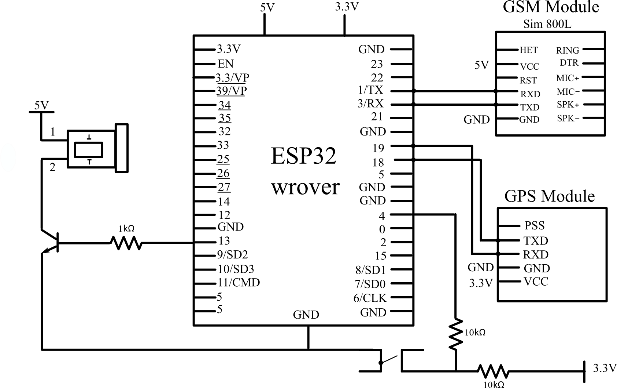 5V
3.3V
GSM Module
Sim 800L
3.3V
EN
3.3/VP
39/VP
34
35
32
33
25
26
27
14
12
GND
13
9/SD2
10/SD3
11/CMD
5
5
ESP32
wrover
GND
GND
23
22
1/TX
3/RX
21
GND
19
18
5
GND
GND
4
0
2
15
8/SD1
7/SD0
6/CLK
GND
5V
GND
HET
VCC
RST
RXD
TXD
GND
RING
DTR
MIC+
MIC-
SPK+
SPK-
5V
1
2
1kΩ
GPS Module
PSS
TXD
RXD
GND
VCC
GND
3.3V
10kΩ
10kΩ
3.3V